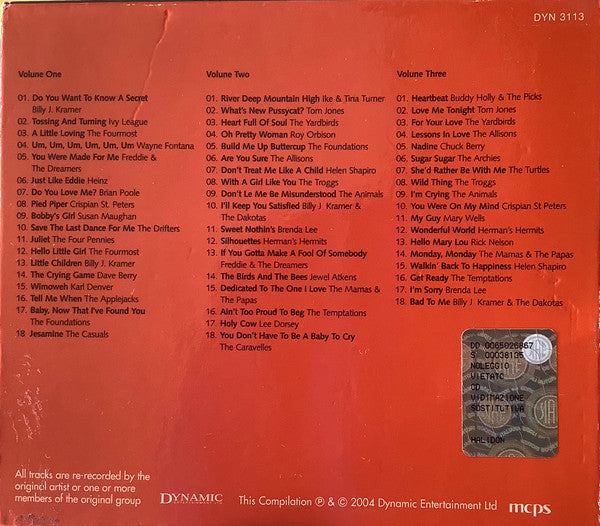 DYN 3113
Volume One
01. Do You Want To Know A Secret
Billy J. Kramer
02. Tossing And Turning Ivy League
03. A Little Loving The Fourmost
04. Um, Um, Um, Um, Um, Um Wayne Fontana
05. You Were Made For Me Freddie &
The Dreamers
06. Just Like Eddie Heinz
07. Do You Love Me? Brian Poole
08. Pied Piper Crispian St. Peters
09. Bobby's Girl Susan Maughan
10. Save The Last Dance For Me The Drifters
11. Juliet The Four Pennies
12. Hello Little Girl The Fourmost
13. Little Children Billy J. Kramer
14. The Crying Game Dave Berry
15. Wimoweh Karl Denver
16. Tell Me When The Applejacks
17. Baby, Now That I've Found You
The Foundations
18 Jesamine The Casuals
Volume Two
01. River Deep Mountain High Ike & Tina Turner
02. What's New Pussycat? Tom Jones
03. Heart Full Of Soul The Yardbirds
04. Oh Pretty Woman Roy Orbison
05. Build Me Up Buttercup The Foundations
06. Are You Sure The Allisons
07. Don't Treat Me Like A Child Helen Shapiro
08. With A Girl Like You The Troggs
09. Don't Let Me Be Misunderstood The Animals
10. I'll Keep You Satisfied Billy J Kramer &
The Dakotas
11. Sweet Nothin's Brenda Lee
12. Silhouettes Herman's Hermits
13. If You Gotta Make A Fool Of Somebody
Freddie & The Dreamers
14. The Birds And The Bees Jewel Atkens
15. Dedicated To The One I Love The Mamas &
The Papas
16. Ain't Too Proud To Beg The Temptations
17. Holy Cow Lee Dorsey
18. You Don't Have To Be A Baby To Cry
The Caravelles
Volume Three
01. Heartbeat Buddy Holly & The Picks
02. Love Me Tonight Tom Jones
03. For Your Love The Yardbirds
04. Lessons In Love The Allisons
05. Nadine Chuck Berry
06. Sugar Sugar The Archies
07. She'd Rather Be With Me The Turtles
08. Wild Thing The Troggs
09. I'm Crying The Animals
10. You Were On My Mind Crispian St Peters
11. My Guy Mary Wells
12. Wonderful World Herman's Hermits
13. Hello Mary Lou Rick Nelson
14. Monday, Monday The Mamas & The Papas
15. Walkin' Back To Happiness Helen Shapiro
16. Get Ready The Temptations
17. I'm Sorry Brenda Lee
18. Bad To Me Billy J Kramer & The Dakotas
DD 0065026867
S 00038135
NOLEGGIO
VIETATO
CD
VIDIMAZIONE
SOSTITUTIVA
HALIDON
All tracks are re-recorded by the
original artist or one or more
members of the original group
DYNAMIC
ENTERTAINMENT LTD
This Compilation ℗ & © 2004 Dynamic Entertainment Ltd
mcps